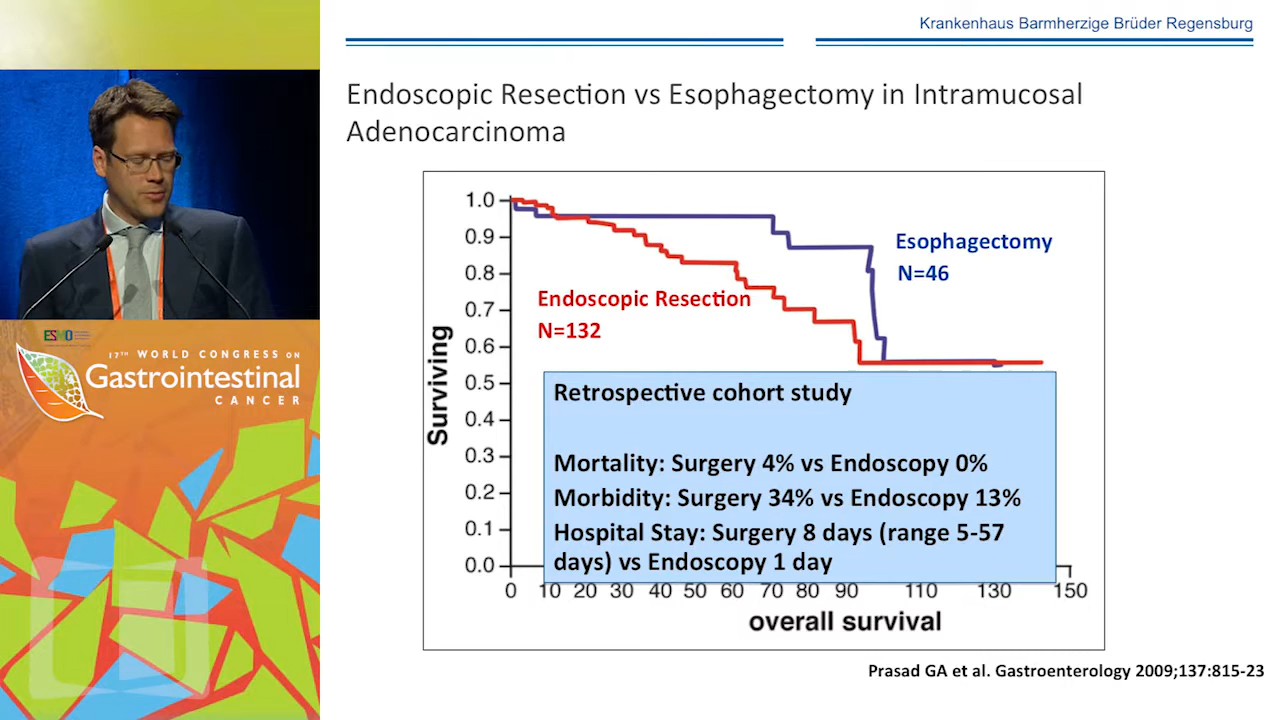 Krankenhaus Barmherzige Brüder Regensburg
Endoscopic Resection vs Esophagectomy in Intramucosal
Adenocarcinoma
Surviving
1.0
0.9
0.8
0.7
0.6
0.5
0.4
0.3
0.2
0.1
0.0
Esophagectomy
N=46
Endoscopic Resection
N=132
Retrospective cohort study
Mortality: Surgery 4% vs Endoscopy 0%
Morbidity: Surgery 34% vs Endoscopy 13%
Hospital Stay: Surgery 8 days (range 5-57
days) vs Endoscopy 1 day
0 10 20 30 40 50 60 70 80 90 110 130 150
overall survival
Prasad GA et al. Gastroenterology 2009;137:815-23
ESMO
17TH WORLD CONGRESS ON
Gastrointestinal
CANCER